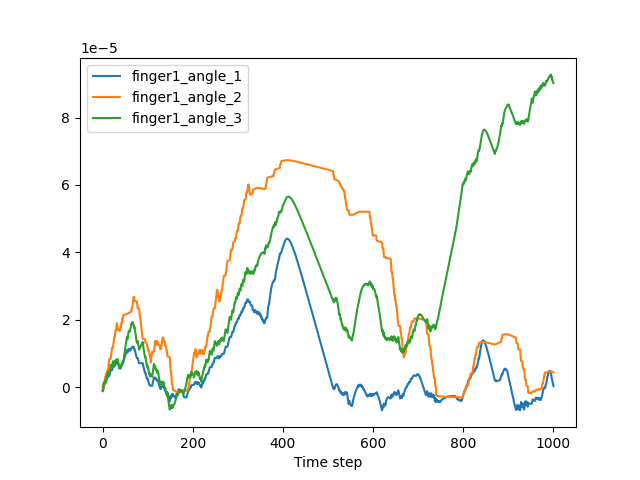 1e−5
finger1_angle_1
finger1_angle_2
finger1_angle_3
8
6
4
2
0
0 200 400 600 800 1000
Time step